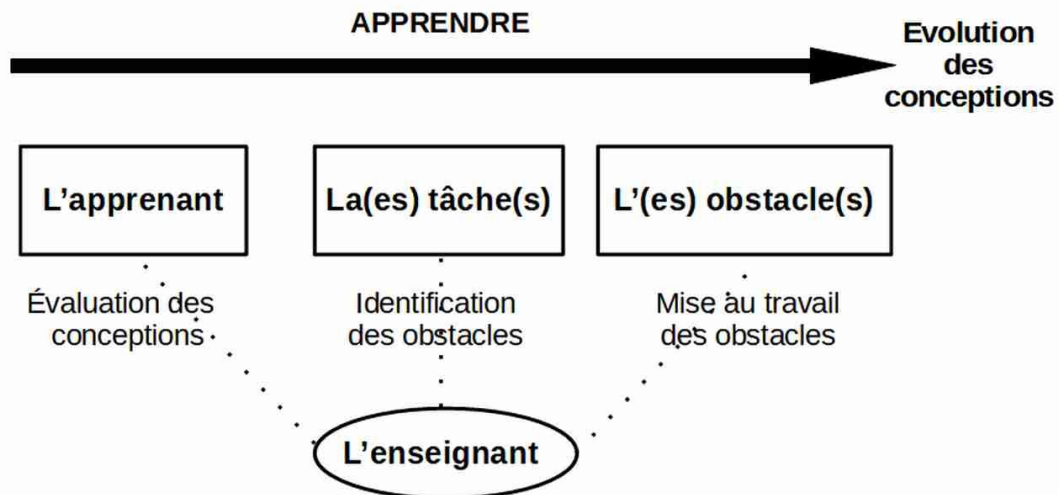 APPRENDRE
Evolution
des
conceptions
L’apprenant
La(es) tâche(s)
L’(es) obstacle(s)
Évaluation des
conceptions
Identification
des obstacles
Mise au travail
des obstacles
L’enseignant